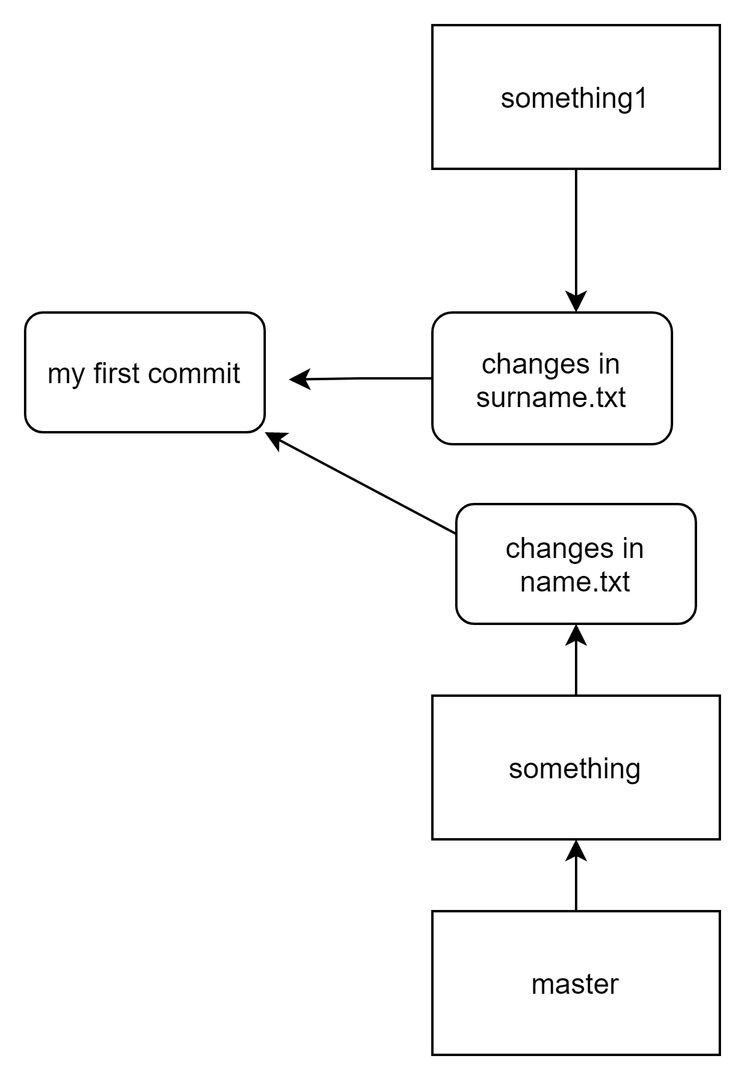 something1
my first commit
changes in
surname.txt
changes in
name.txt
something
master